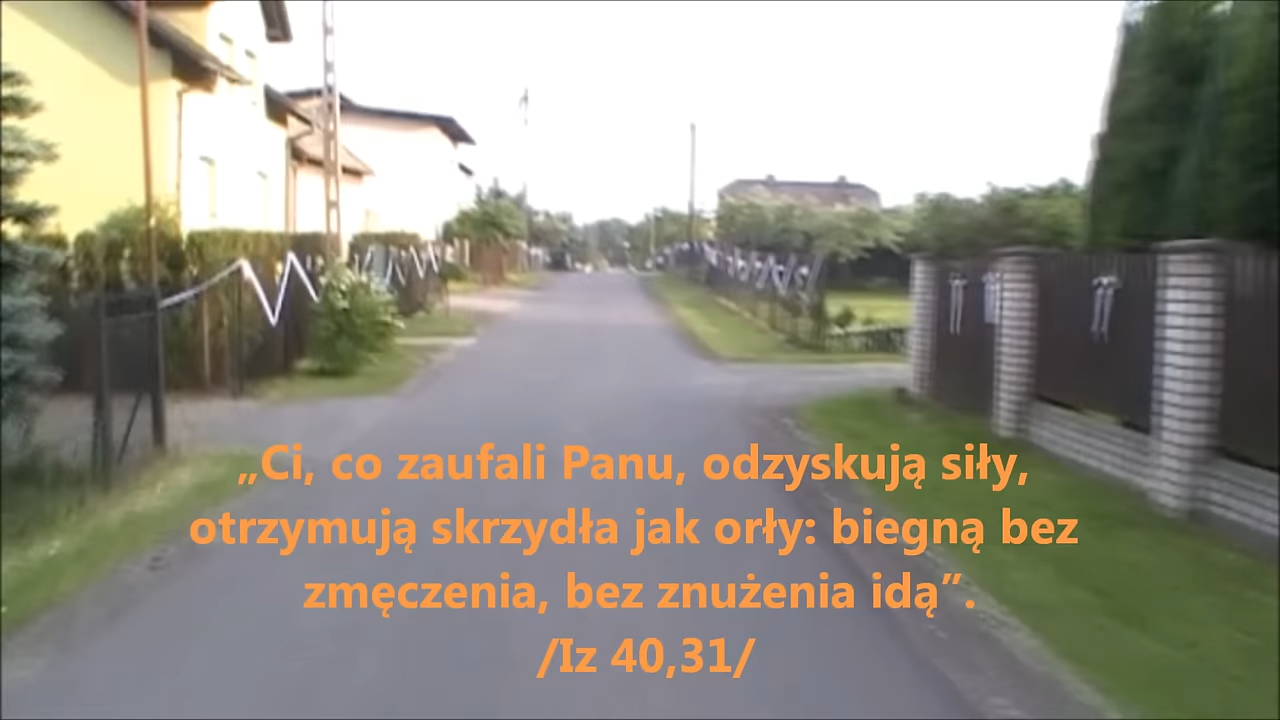 „Ci, co zaufali Panu, odzyskują siły,
otrzymują skrzydła jak orły: biegną bez
zmęczenia, bez znużenia idą”.
/Iz 40,31/